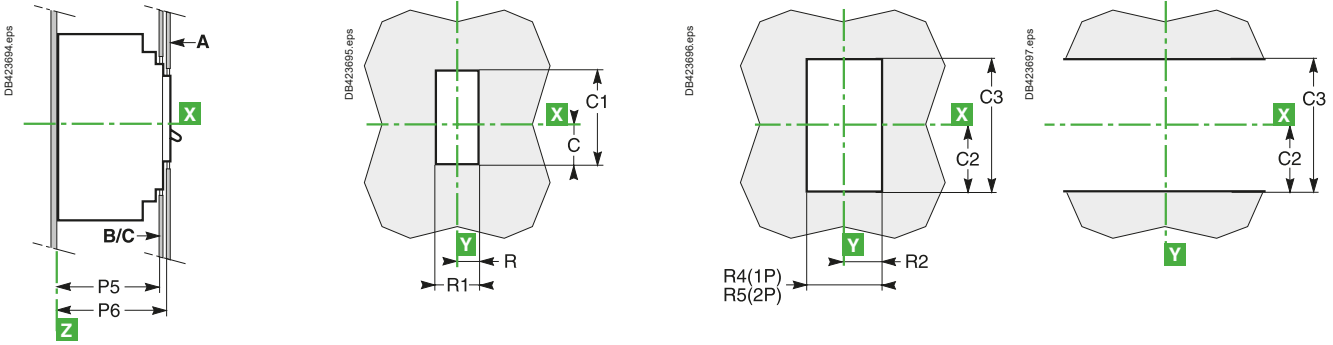 DB423694.eps
A
X
B/C
P5
P6
Z
DB423695.eps
C1
X
C
Y
R
R1
DB423696.eps
C3
X
C2
Y
R2
R4(1P)
R5(2P)
DB423697.eps
C3
X
C2
Y